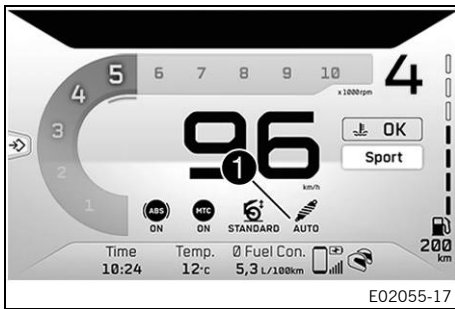 5 6 7 8 9 10
x1000rpm
4
4
3
2
1
OK
96
Sport
km/h
1
ABS
MTC
ON
ON
STANDARD
AUTO
200
km
Time
Temp.
Ø Fuel Con.
10:24
12°C
5,3 L/100km
E02055-17